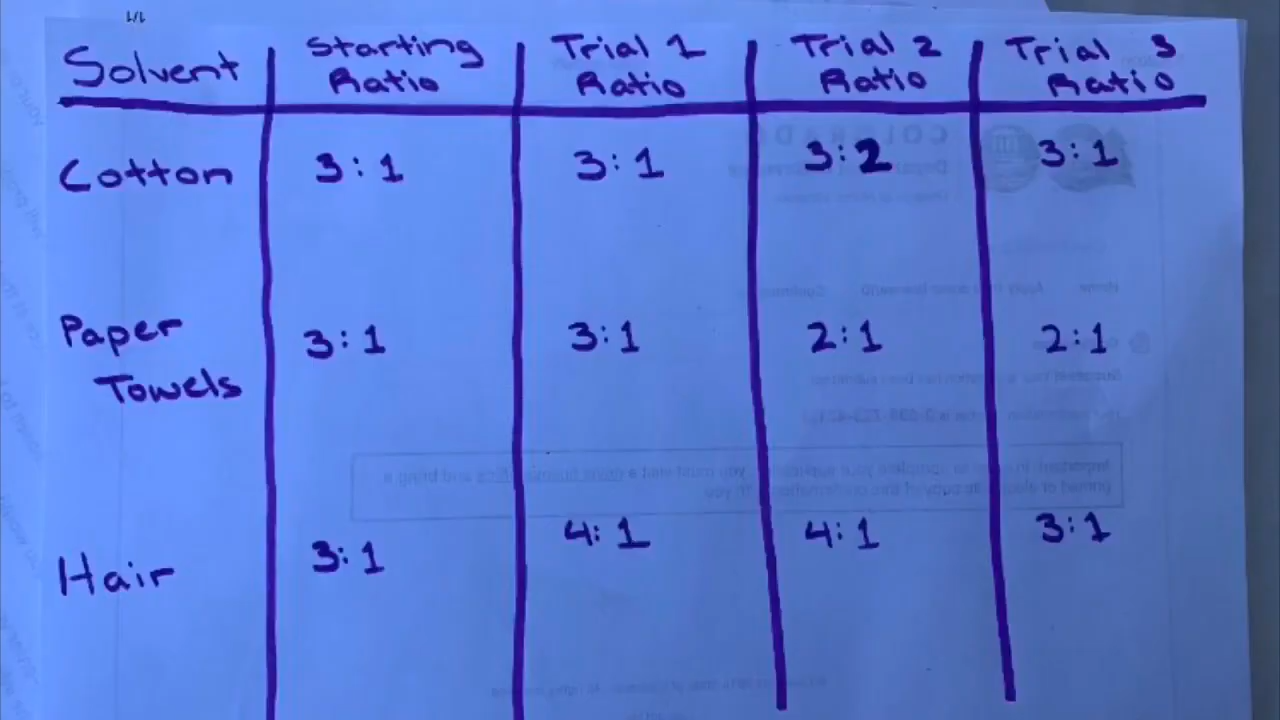 1/1
Solvent Starting Ratio Trial 1 Ratio Trial 2 Ratio Trial 3 Ratio
Cotton 3:1 3:1 3:2 3:1
Paper Towels 3:1 3:1 2:1 2:1
Hair 3:1 4:1 4:1 3:1